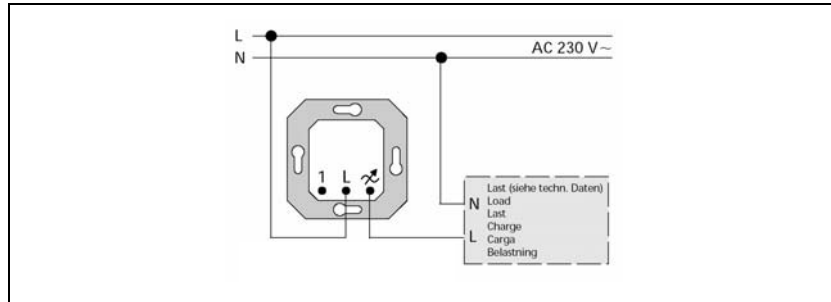 L
AC 230 V~
N
1 L
Last (siehe techn. Daten)
N Load
Last
Charge
L Carga
Belastning